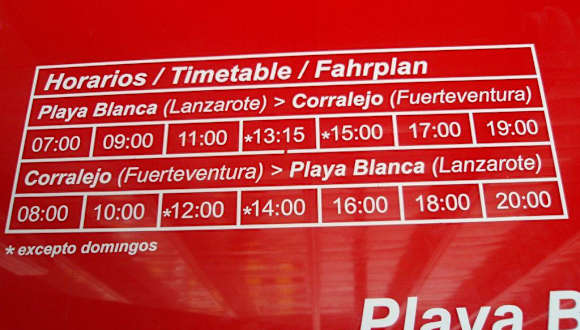 Horarios / Timetable / Fahrplan
Playa Blanca (Lanzarote) > Corralejo (Fuerteventura)
07:00 09:00 11:00 *13:15 *15:00 17:00 19:00
Corralejo (Fuerteventura) > Playa Blanca (Lanzarote)
08:00 10:00 *12:00 *14:00 16:00 18:00 20:00
* excepto domingos
Playa B